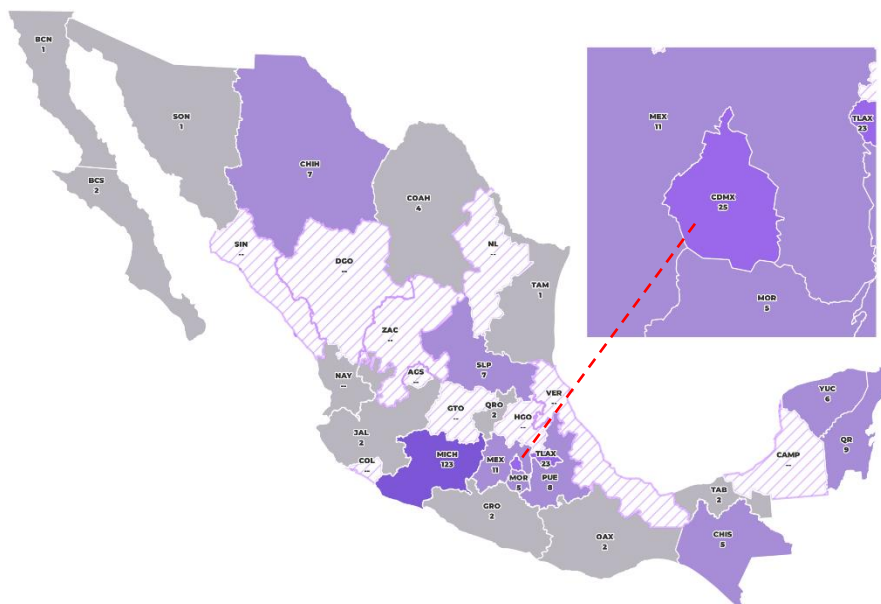 BCN
1
SON
1
CHIH
7
BCS
2
COAH
4
SIN
--
DGO
--
NL
--
TAM
1
ZAC
--
NAY
--
AGS
--
SLP
7
GTO
--
QRO
2
HGO
--
VER
--
JAL
2
COL
--
MICH
123
MEX
11
MOR
5
TLAX
23
PUE
8
GRO
2
OAX
2
TAB
2
CHIS
5
CAMP
--
YUC
6
QR
9
MEX
11
TLAX
23
CDMX
25
MOR
5